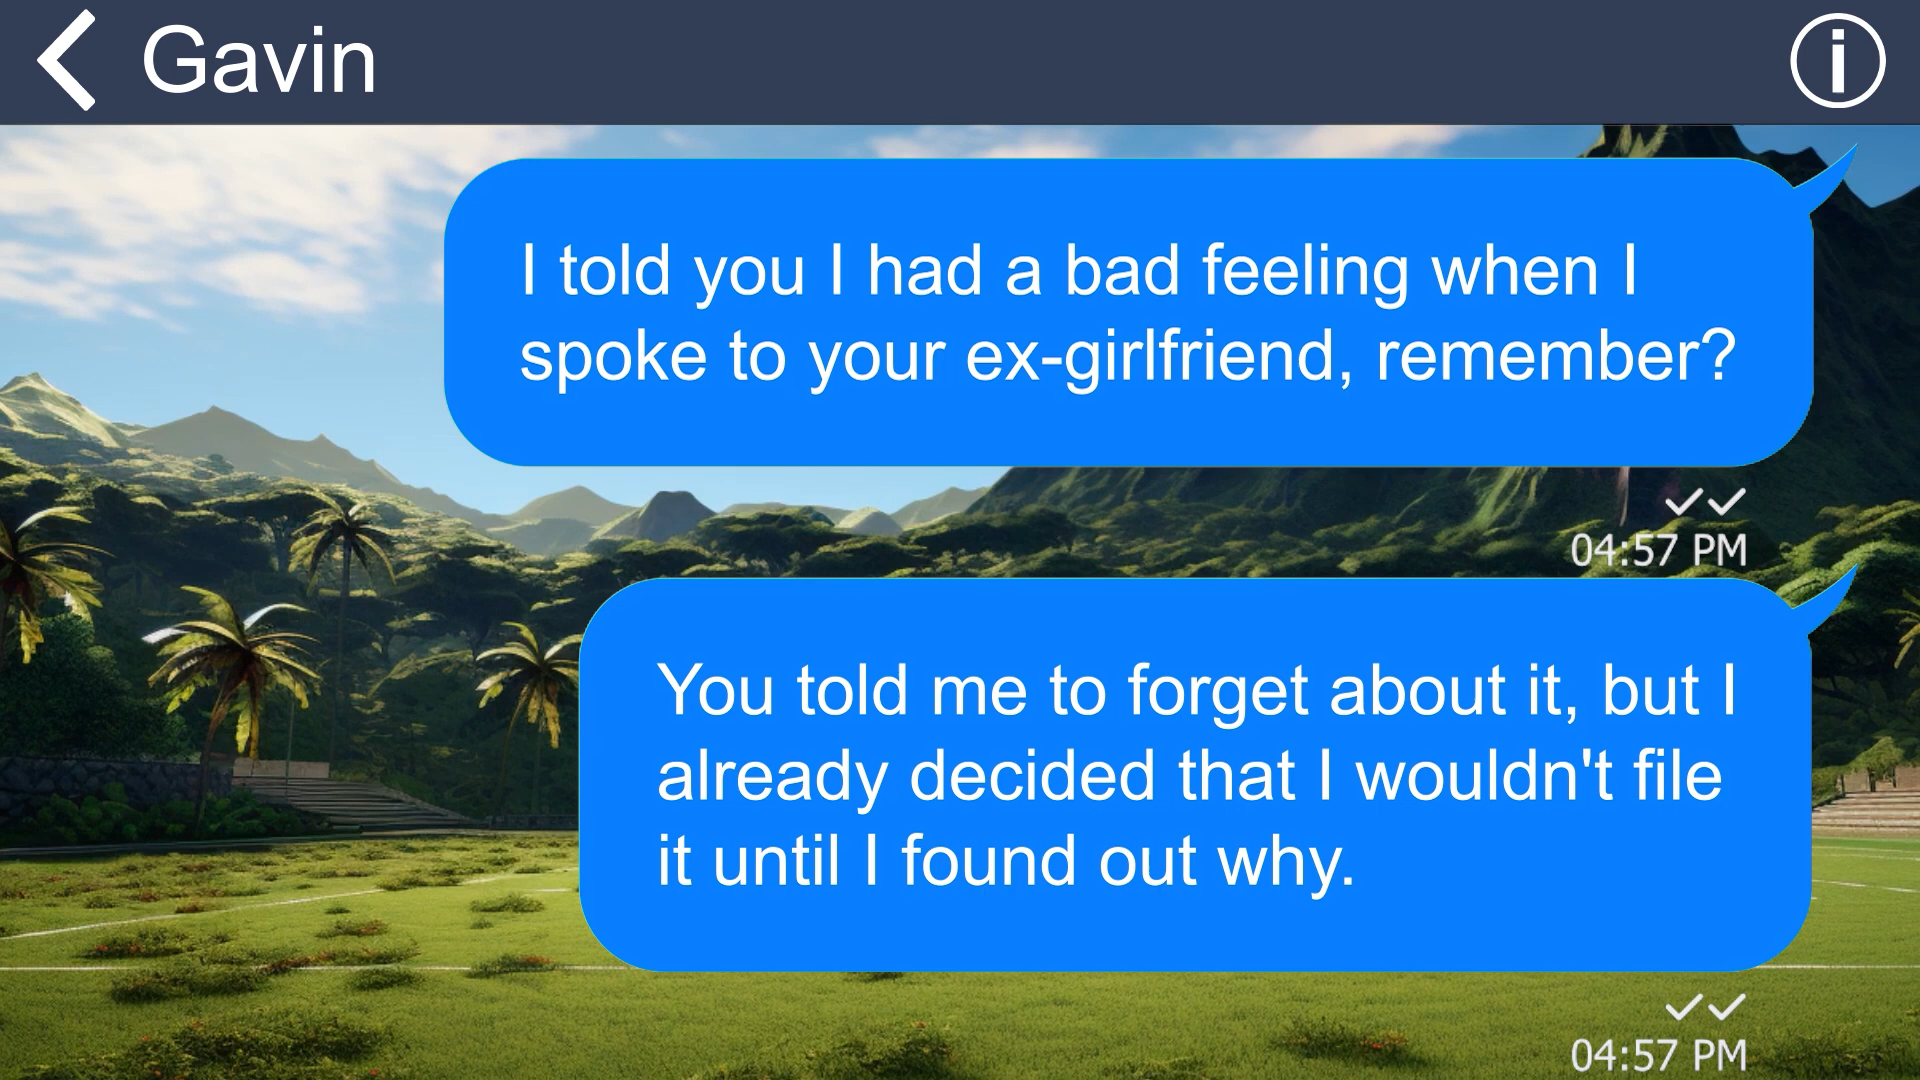 Gavin
I told you I had a bad feeling when I
spoke to your ex-girlfriend, remember?
04:57 PM
You told me to forget about it, but I
already decided that I wouldn't file
it until I found out why.
04:57 PM